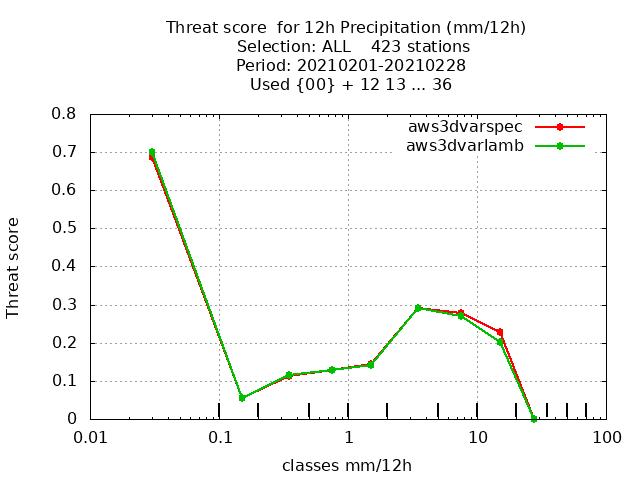 Threat score  for 12h Precipitation (mm/12h)
Selection: ALL    423 stations
Period: 20210201-20210228
Used {00} + 12 13 ... 36
aws3dvarspec
aws3dvarlamb
0.8
0.7
0.6
0.5
0.4
0.3
0.2
0.1
0
Threat score
0.01 0.1 1 10 100
classes mm/12h